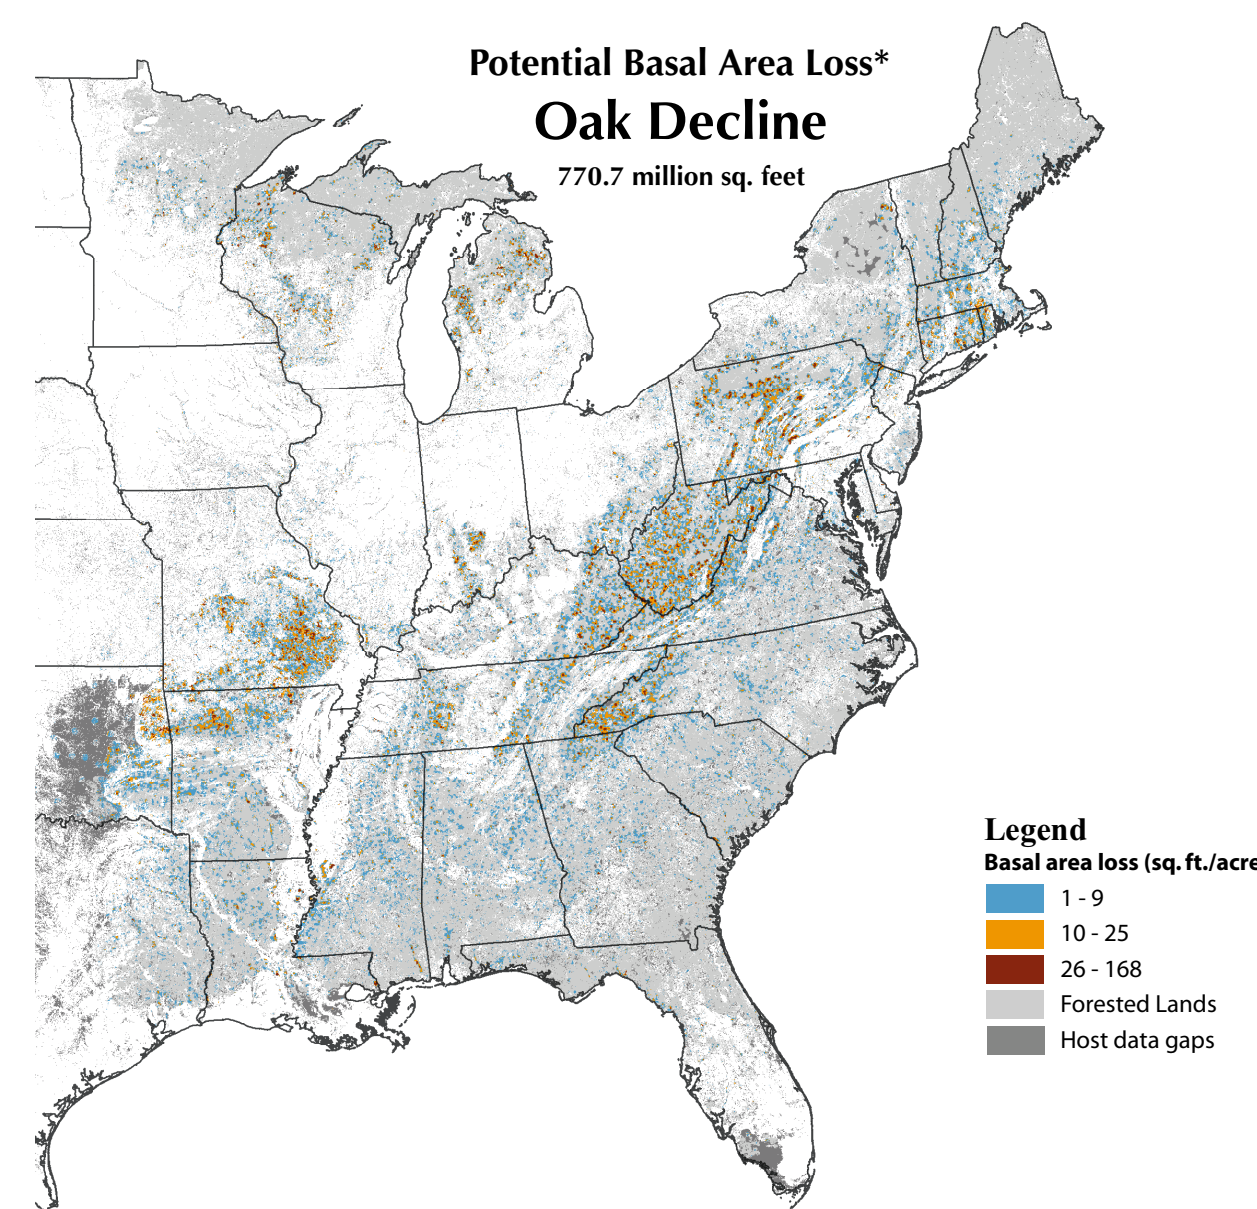 Potential Basal Area Loss*
Oak Decline
770.7 million sq. feet
Legend
Basal area loss (sq. ft./acre
1 - 9
10 - 25
26 - 168
Forested Lands
Host data gaps